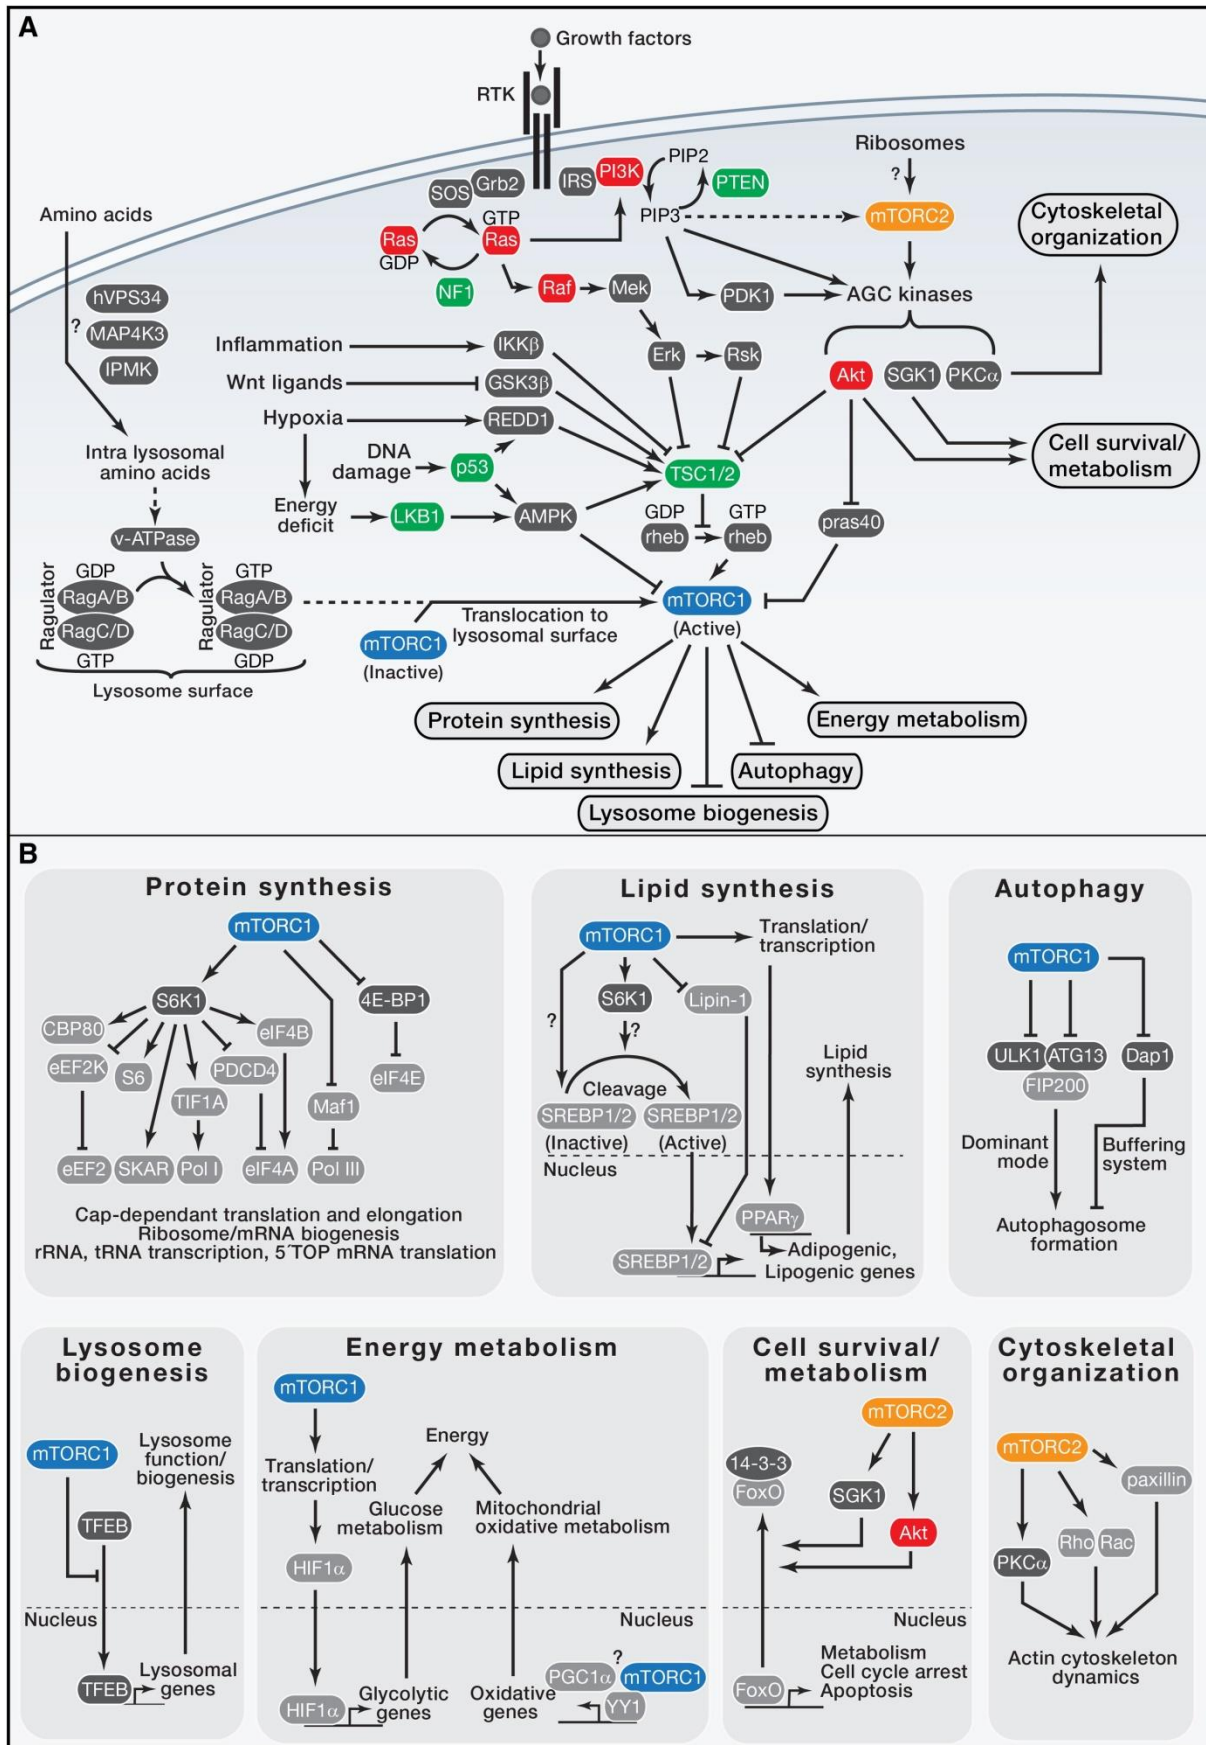 A
Growth factors
RTK
Ribosomes
?
PIP2
PI3K
IRS
PTEN
SOS
Grb2
PIP3
mTORC2
Cytoskeletal
organization
Amino acids
GTP
Ras
Ras
GDP
NF1
Raf
Mek
PDK1
AGC kinases
hVPS34
?
MAP4K3
IPMK
Inflammation
IKKβ
Erk
Rsk
Wnt ligands
GSK3β
Akt
SGK1
PKCα
Hypoxia
REDD1
Cell survival/
metabolism
Intra lysosomal
amino acids
DNA
damage
p53
TSC1/2
Energy
deficit
LKB1
AMPK
GDP
rheb
GTP
rheb
pras40
v-ATPase
Ragulator
GDP
RagA/B
RagC/D
GTP
Ragulator
GTP
RagA/B
RagC/D
GDP
Lysosome surface
Translocation to
lysosomal surface
mTORC1
(Inactive)
mTORC1
(Active)
Protein synthesis
Energy metabolism
Lipid synthesis
Autophagy
Lysosome biogenesis
B
Protein synthesis
mTORC1
S6K1
4E-BP1
CBP80
eIF4B
eEF2K
S6
PDCD4
eIF4E
TIF1A
Maf1
eEF2
SKAR
Pol I
eIF4A
Pol III
Cap-dependant translation and elongation
Ribosome/mRNA biogenesis
rRNA, tRNA transcription, 5´TOP mRNA translation
Lipid synthesis
mTORC1
Translation/
transcription
S6K1
Lipin-1
?
?
Lipid
synthesis
Cleavage
SREBP1/2
(Inactive)
SREBP1/2
(Active)
Nucleus
PPARγ
SREBP1/2
Adipogenic,
Lipogenic genes
Autophagy
mTORC1
ULK1
ATG13
Dap1
FIP200
Dominant
mode
Buffering
system
Autophagosome
formation
Lysosome
biogenesis
mTORC1
Lysosome
function/
biogenesis
TFEB
Nucleus
TFEB
Lysosomal
genes
Energy metabolism
mTORC1
Energy
Translation/
transcription
Glucose
metabolism
Mitochondrial
oxidative metabolism
HIF1α
Nucleus
?
PGC1α
mTORC1
HIF1α
Glycolytic
genes
Oxidative
genes
YY1
Cell survival/
metabolism
mTORC2
14-3-3
FoxO
SGK1
Akt
Nucleus
Metabolism
Cell cycle arrest
Apoptosis
FoxO
Cytoskeletal
organization
mTORC2
paxillin
Rho
Rac
PKCα
Actin cytoskeleton
dynamics